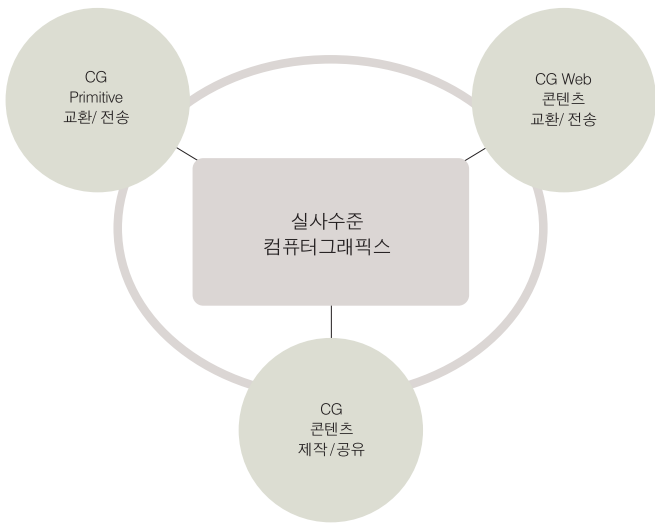 CG
Primitive
교환/ 전송
CG Web
콘텐츠
교환/ 전송
실사수준
컴퓨터그래픽스
CG
콘텐츠
제작 /공유